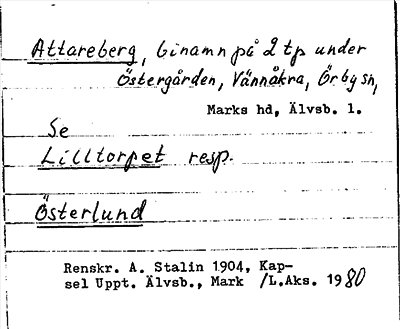 Attareberg, binamn på 2 tp under
Östergården, Vännåkra, Örby sn,
Marks hd, Älvsb. l.
Se
Lilltorpet resp.
Österlund
Renskr. A. Stalin 1904, Kap-
sel Uppt. Älvsb., Mark /L.Aks. 1980